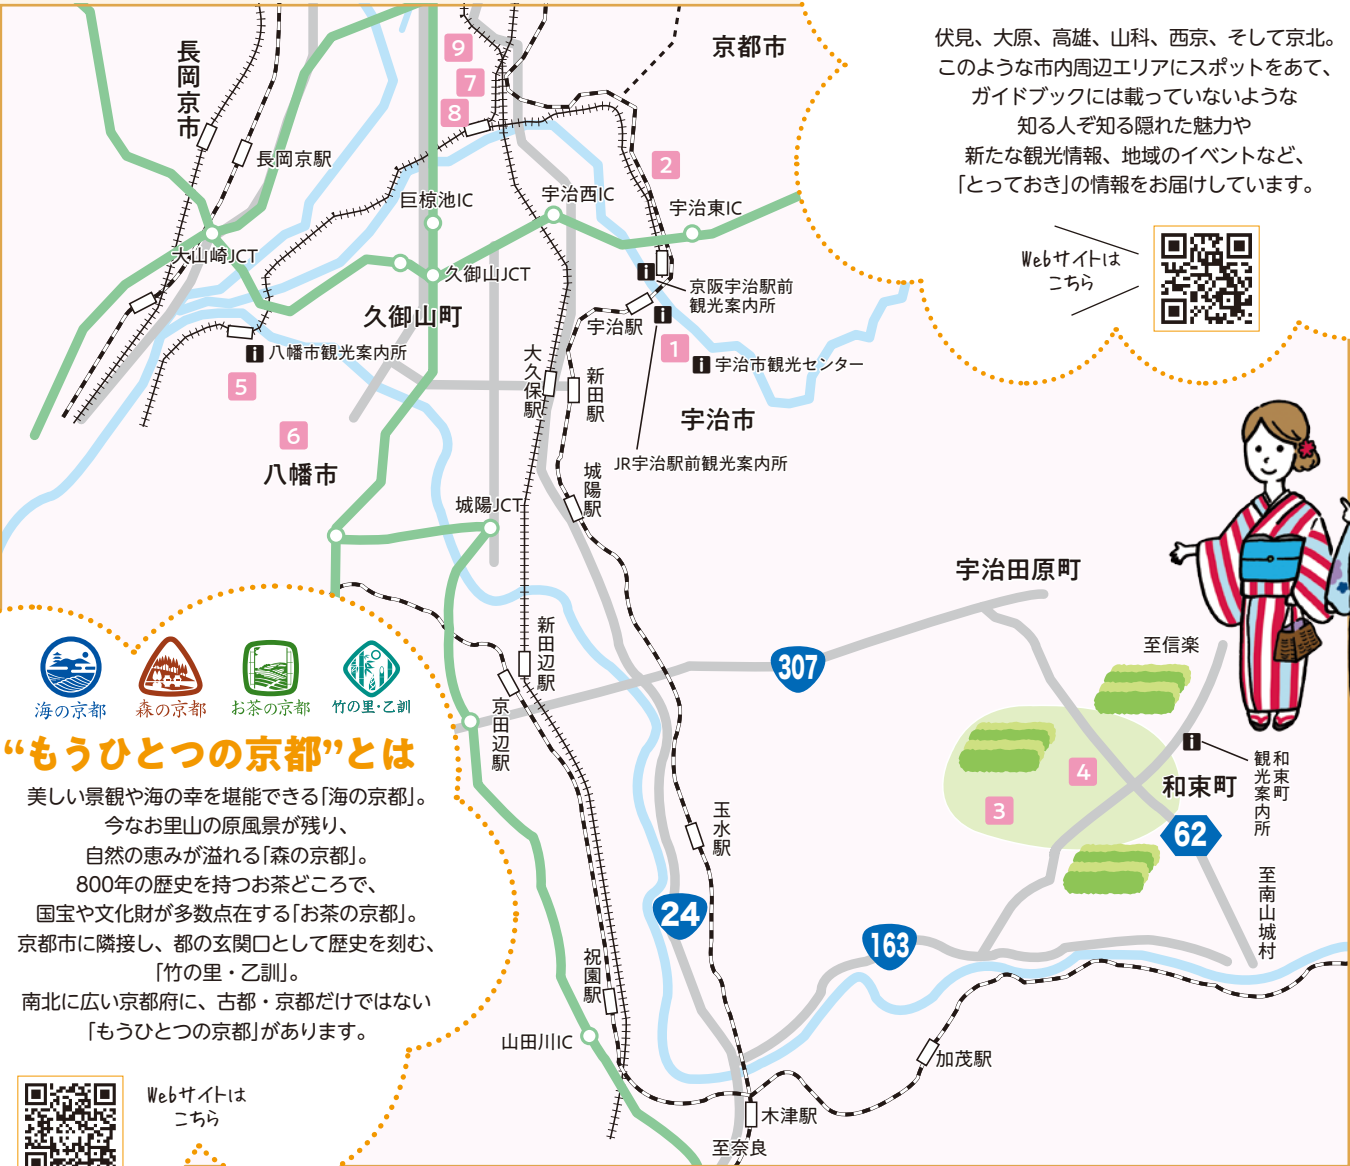 伏見、大原、高雄、山科、西京、そして京北。
このような市内周辺エリアにスポットをあて、
ガイドブックには載っていないような
知る人ぞ知る隠れた魅力や
新たな観光情報、地域のイベントなど、
「とっておき」の情報をお届けしています。
Webサイトは
こちら
京都市
長岡京市
9
7
8
長岡京駅
2
巨椋池IC
宇治西IC
宇治東IC
大山崎JCT
久御山JCT
京阪宇治駅前
観光案内所
久御山町
宇治駅
八幡市観光案内所
1
宇治市観光センター
5
大久保駅
新田駅
宇治市
6
八幡市
JR宇治駅前観光案内所
城陽駅
城陽JCT
宇治田原町
新田辺駅
至信楽
307
京田辺駅
4
3
和束町
和束町
観光案内所
62
玉水駅
至南山城村
24
163
祝園駅
山田川IC
加茂駅
木津駅
至奈良
海の京都
森の京都
お茶の京都
竹の里・乙訓
“もうひとつの京都”とは
美しい景観や海の幸を堪能できる「海の京都」。
今なお里山の原風景が残り、
自然の恵みが溢れる「森の京都」。
800年の歴史を持つお茶どころで、
国宝や文化財が多数点在する「お茶の京都」。
京都市に隣接し、都の玄関口として歴史を刻む、
「竹の里・乙訓」。
南北に広い京都府に、古都・京都だけではない
「もうひとつの京都」があります。
Webサイトは
こちら